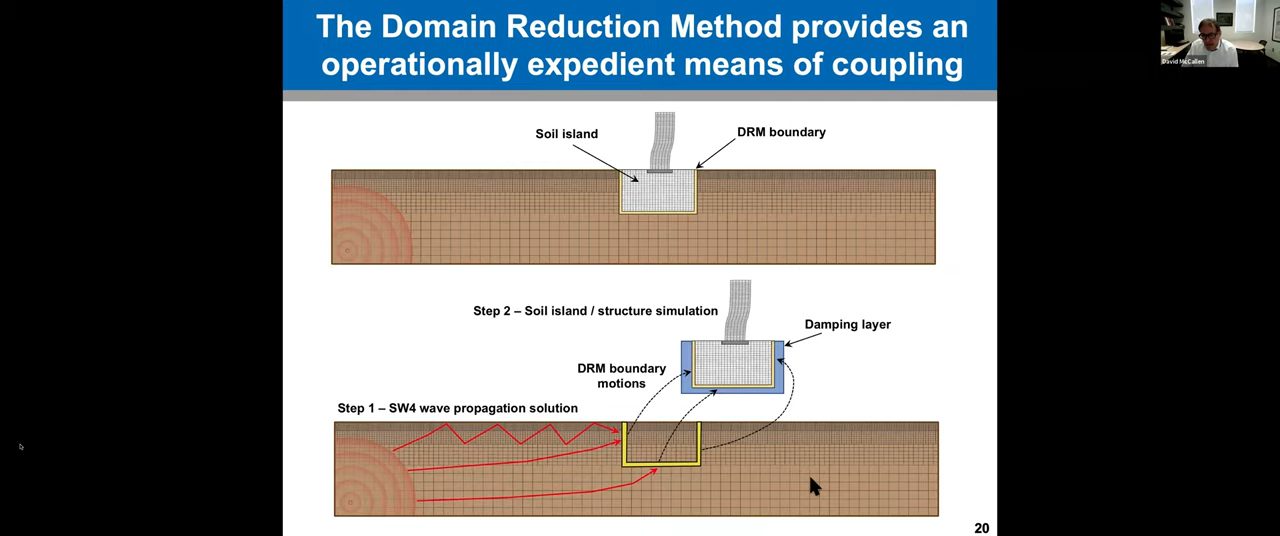 The Domain Reduction Method provides an
operationally expedient means of coupling
David McCallen
Soil island
DRM boundary
Step 2 – Soil island / structure simulation
Damping layer
DRM boundary
motions
Step 1 – SW4 wave propagation solution
20